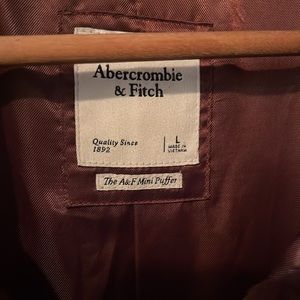 Abercrombie
& Fitch
Quality Since
1892
L
MADE IN
VIETNAM
The A&F Mini Puffer